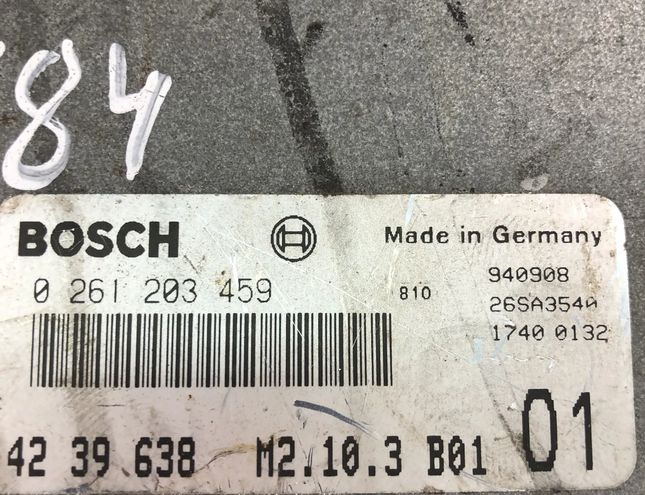 84
BOSCH Made in Germany
0 261 203 459 810 940908
26SA3540
1740 0132
42 39 638 M2.10.3 B01 01